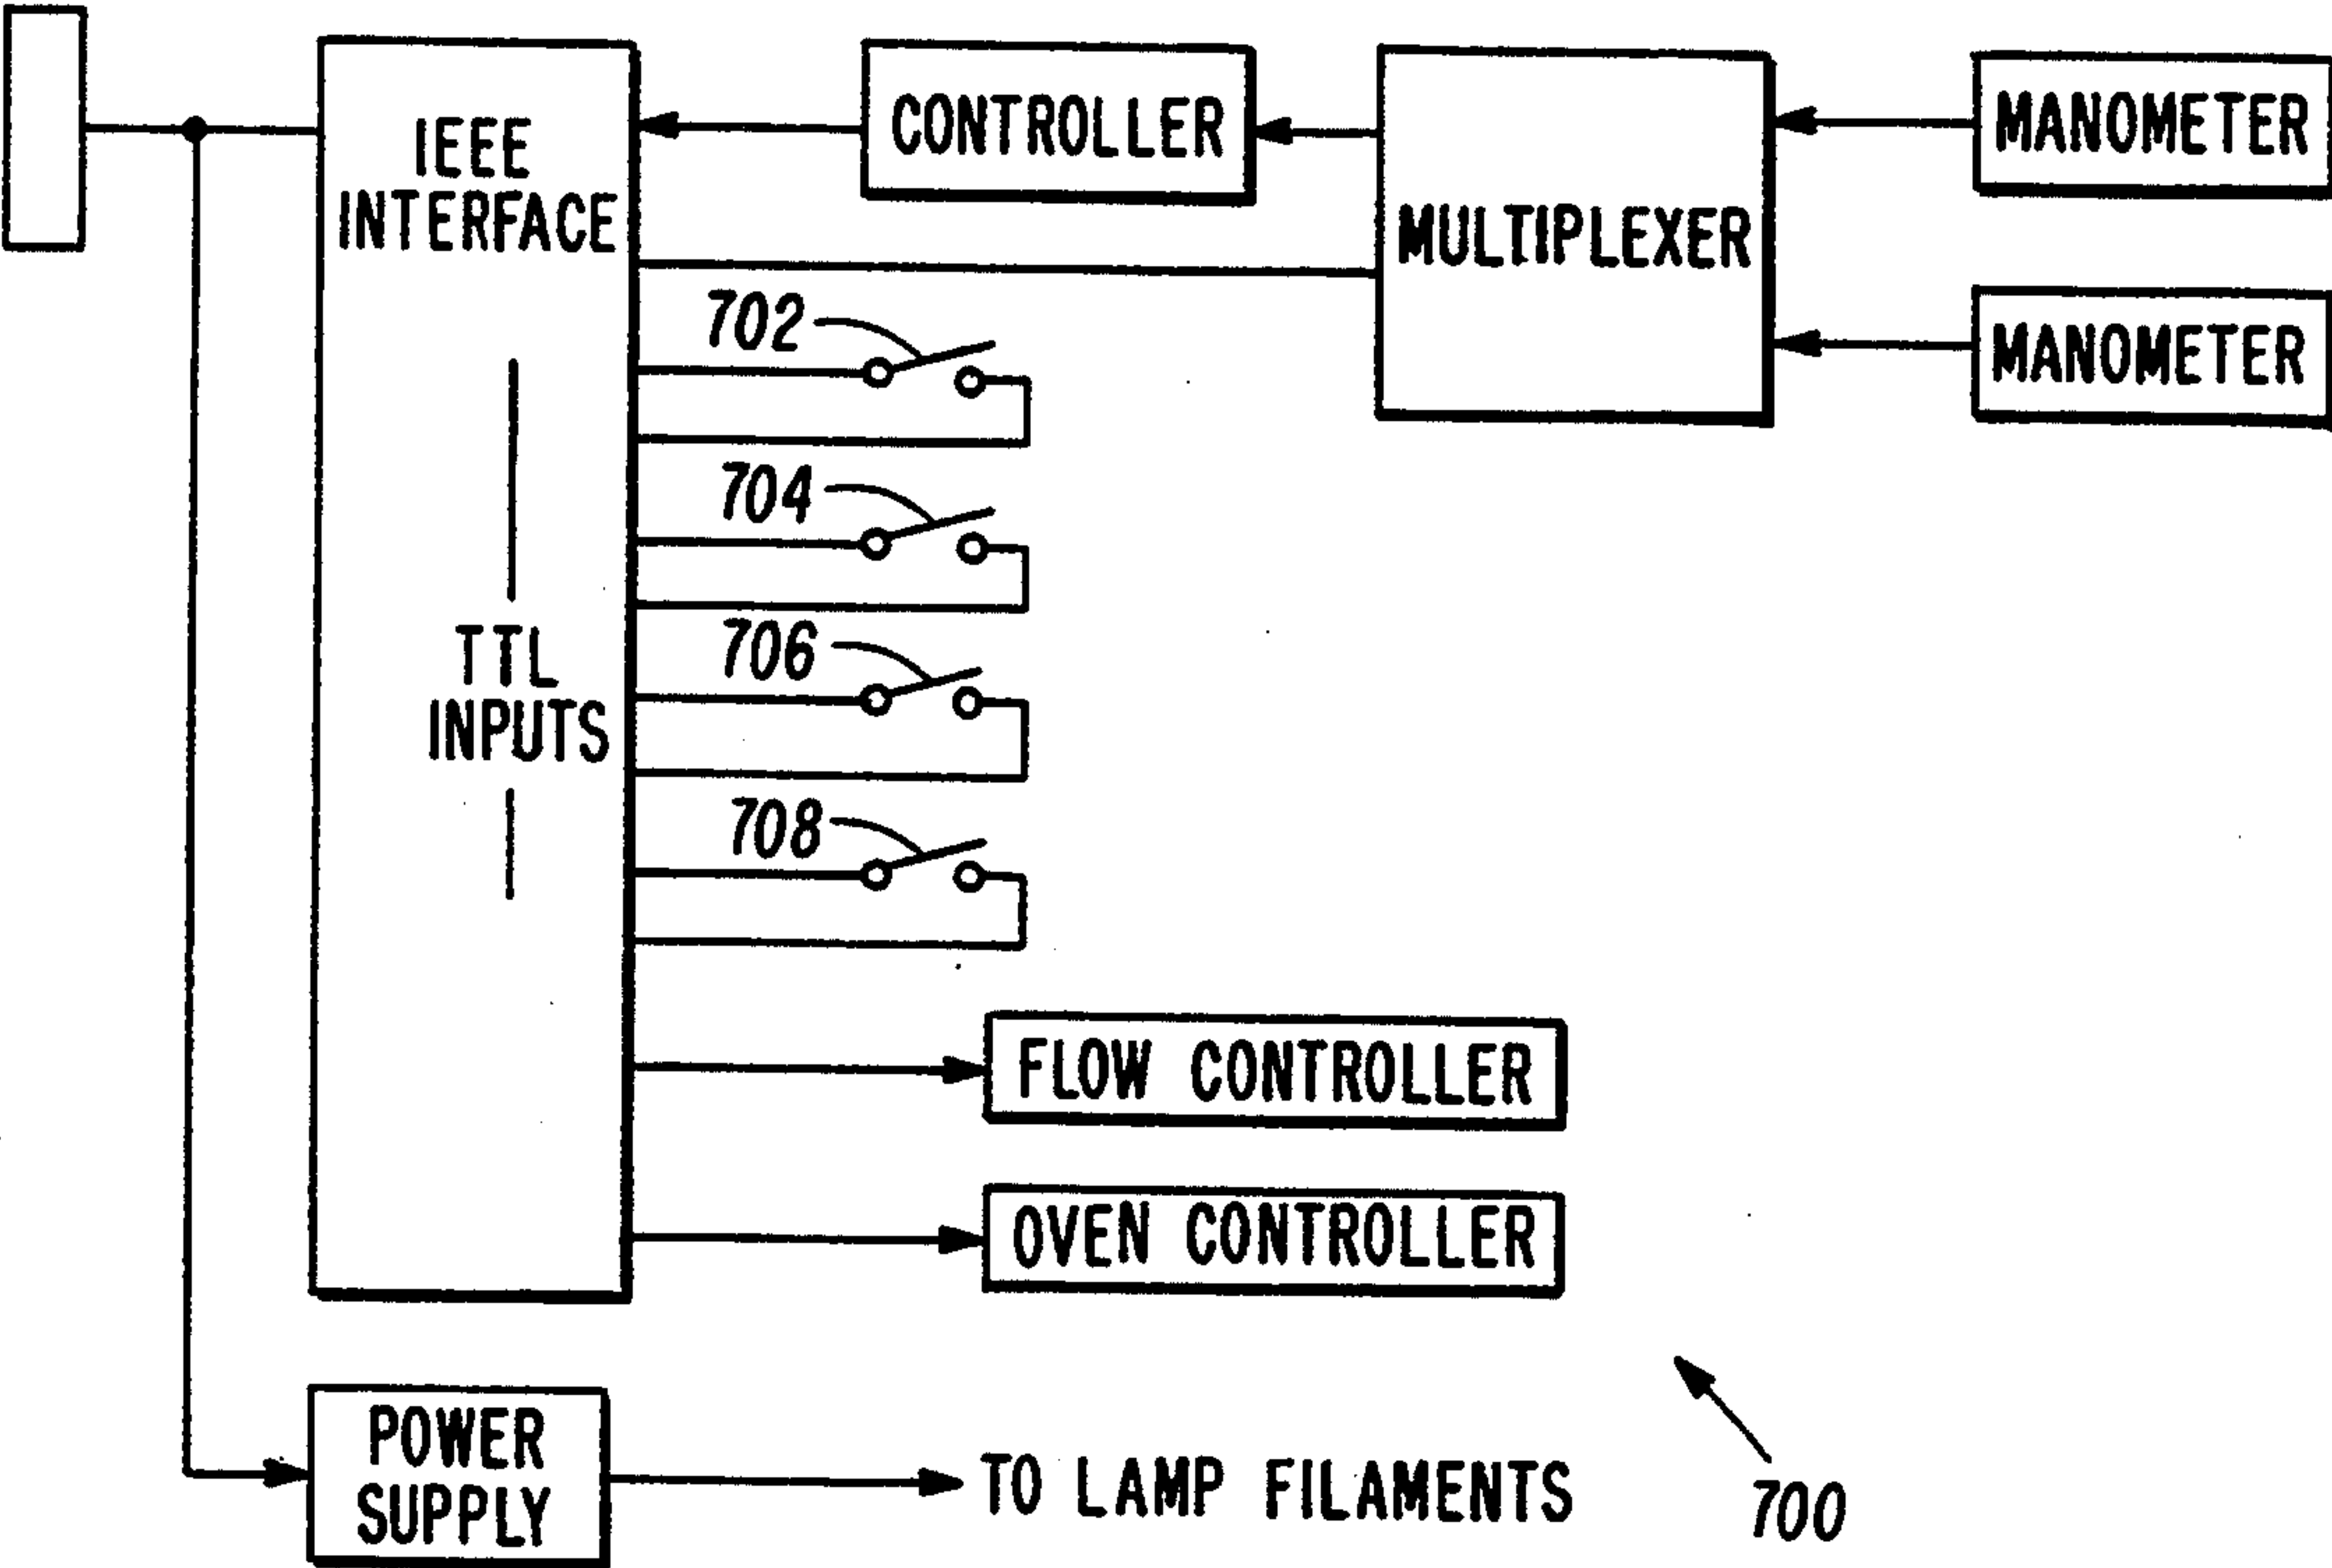 IEEE
INTERFACE
CONTROLLER
MULTIPLEXER
MANOMETER
MANOMETER
702
704
706
708
TTL
INPUTS
FLOW CONTROLLER
OVEN CONTROLLER
POWER
SUPPLY
TO LAMP FILAMENTS
700